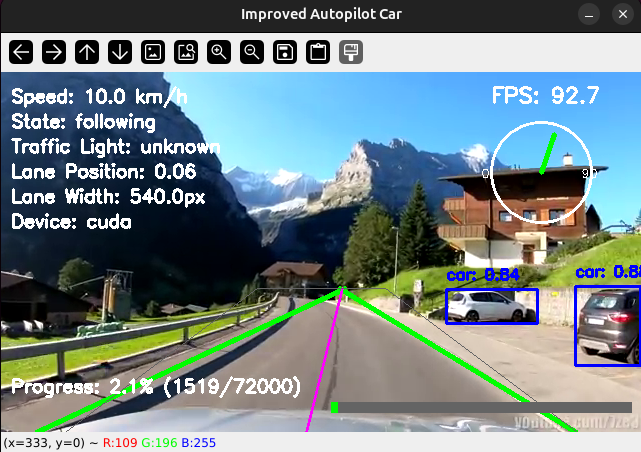 Improved Autopilot Car
Speed: 10.0 km/h
FPS: 92.7
State: following
Traffic Light: unknown
Lane Position: 0.06
0
90
Lane Width: 540.0px
Device: cuda
car: 0.84
car: 0.8
Progress: 2.1% (1519/72000)
(x=333, y=0) ~ R:109 G:196 B:255